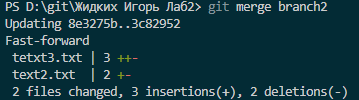 PS D:\git\Жидких Игорь Лаб2> git merge branch2
Updating 8e3275b..3c82952
Fast-forward
 tetxt3.txt | 3 ++-
 text2.txt  | 2 +-
 2 files changed, 3 insertions(+), 2 deletions(-)